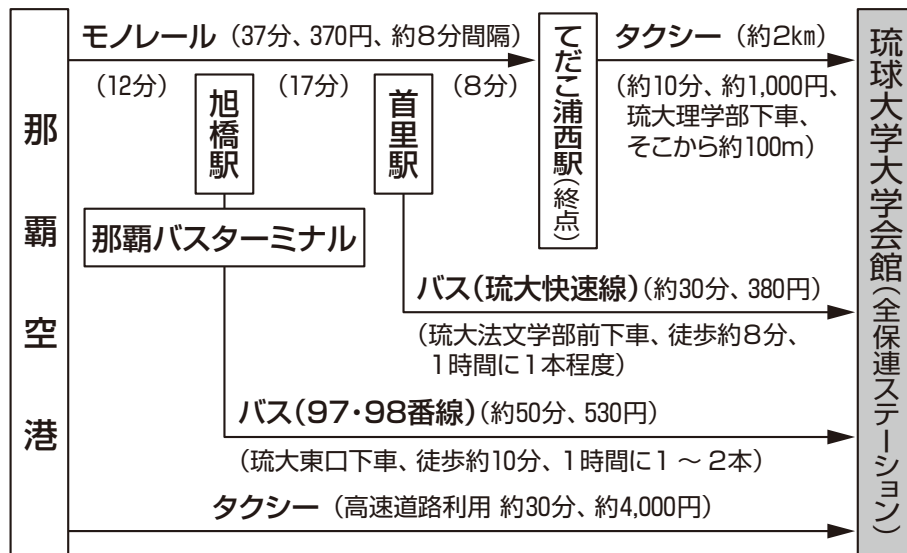 那覇空港
モノレール（37分、370円、約８分間隔）
（12分）
旭橋駅
（17分）
首里駅
（８分）
てだこ浦西駅（終点）
タクシー（約２km）
（約10分、約1,000円、
琉大理学部下車、
そこから約100m）
那覇バスターミナル
バス（琉大快速線）（約30分、380円）
（琉大法文学部前下車、徒歩約８分、
１時間に１本程度）
バス（97・98番線）（約50分、530円）
（琉大東口下車、徒歩約10分、１時間に１～２本）
タクシー（高速道路利用 約30分、約4,000円）
琉球大学大学会館（全保連ステーション）